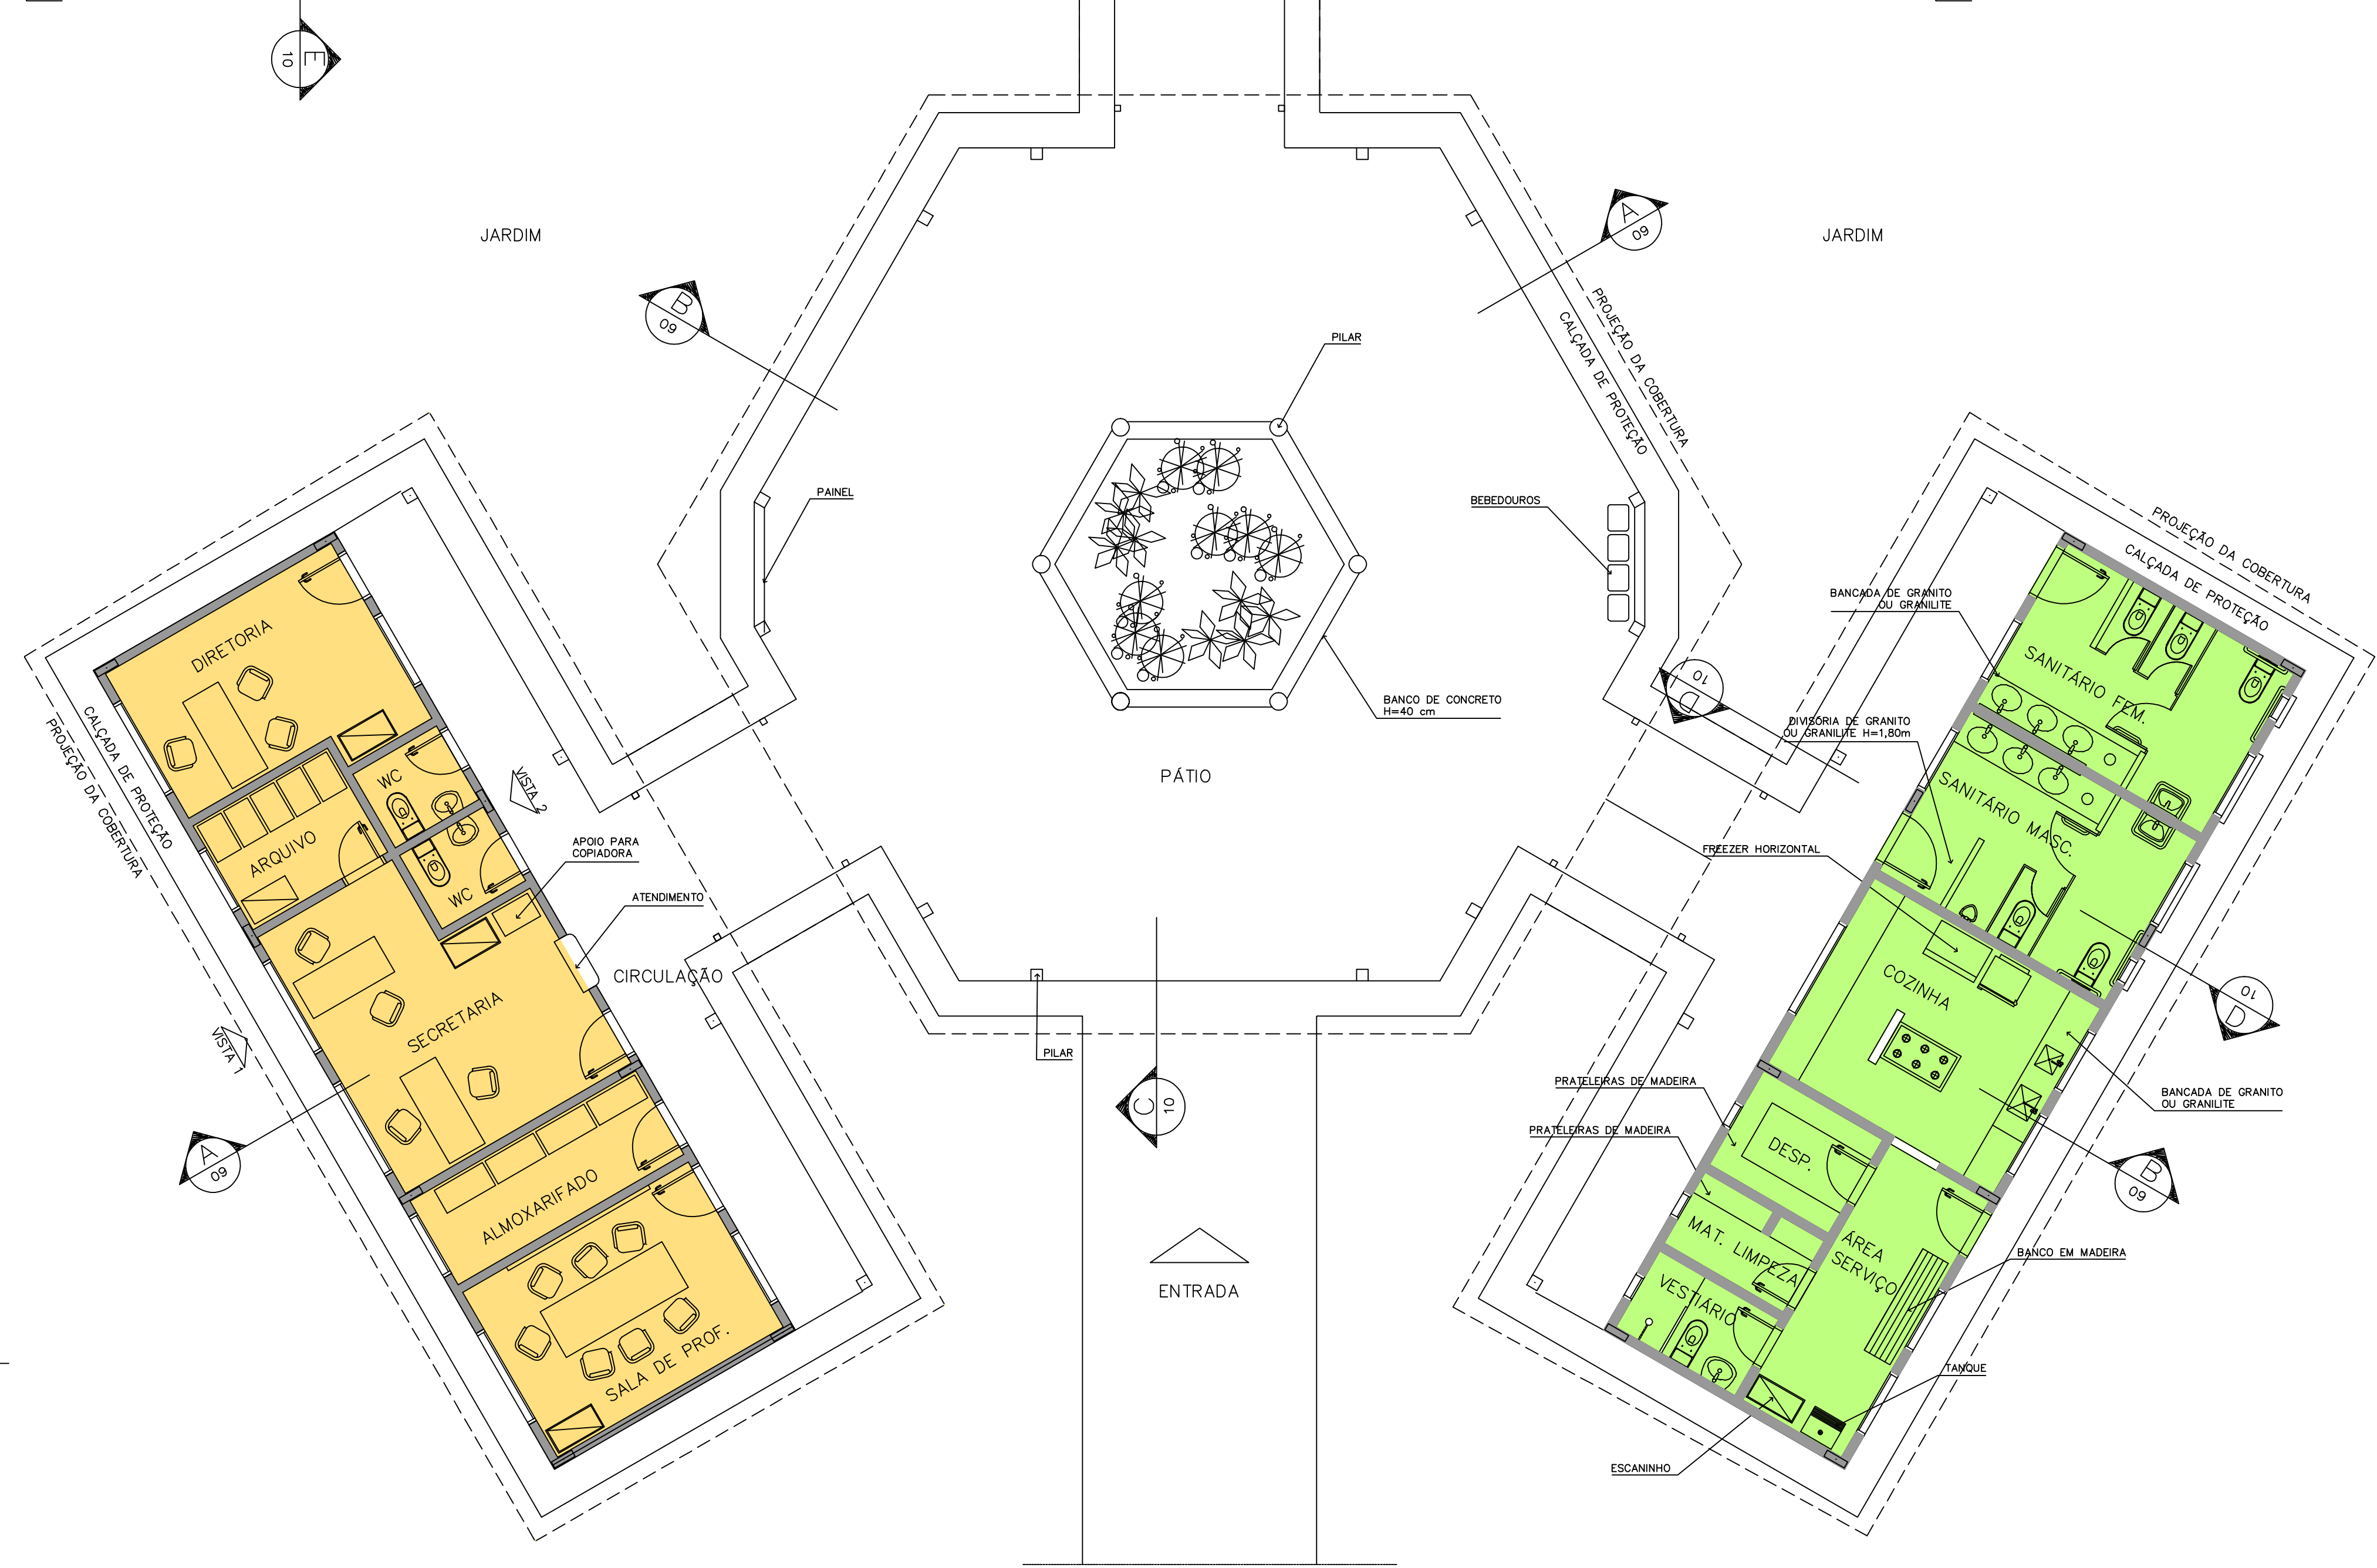 E
10
JARDIM
JARDIM
A
09
B
09
PROJEÇÃO DA COBERTURA
CALÇADA DE PROTEÇÃO
PILAR
PAINEL
BEBEDOUROS
BANCO DE CONCRETO
H=40 cm
PÁTIO
D
10
PROJEÇÃO DA COBERTURA
CALÇADA DE PROTEÇÃO
BANCADA DE GRANITO
OU GRANILITE
SANITÁRIO FEM.
DIVISÓRIA DE GRANITO
OU GRANILITE H=1,80m
SANITÁRIO MASC.
FREEZER HORIZONTAL
COZINHA
D
10
BANCADA DE GRANITO
OU GRANILITE
PRATELEIRAS DE MADEIRA
PRATELEIRAS DE MADEIRA
DESP.
B
09
MAT. LIMPEZA
ÁREA
SERVIÇO
BANCO EM MADEIRA
VESTIÁRIO
TANQUE
ESCANINHO
DIRETORIA
CALÇADA DE PROTEÇÃO
PROJEÇÃO DA COBERTURA
WC
VISTA 2
ARQUIVO
APOIO PARA
COPIADORA
WC
ATENDIMENTO
CIRCULAÇÃO
SECRETARIA
VISTA 1
PILAR
C
10
A
09
ALMOXARIFADO
SALA DE PROF.
ENTRADA